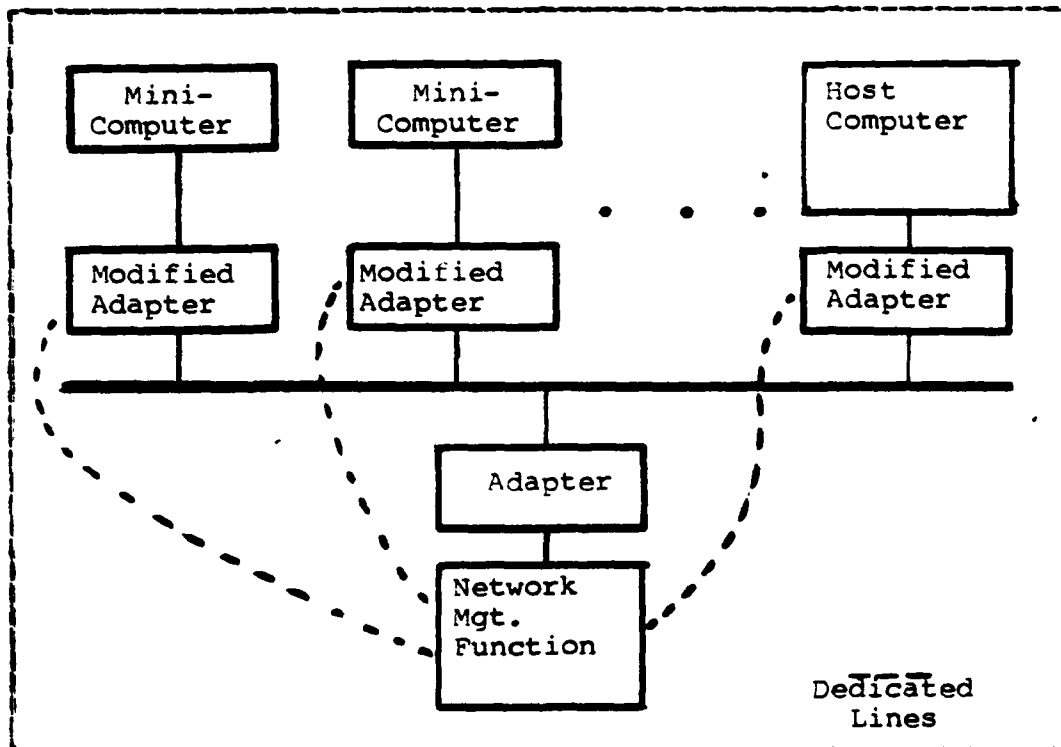 Mini-
Computer
Mini-
Computer
Host
Computer
Modified
Adapter
Modified
Adapter
Modified
Adapter
Adapter
Network
Mgt.
Function
Dedicated
Lines